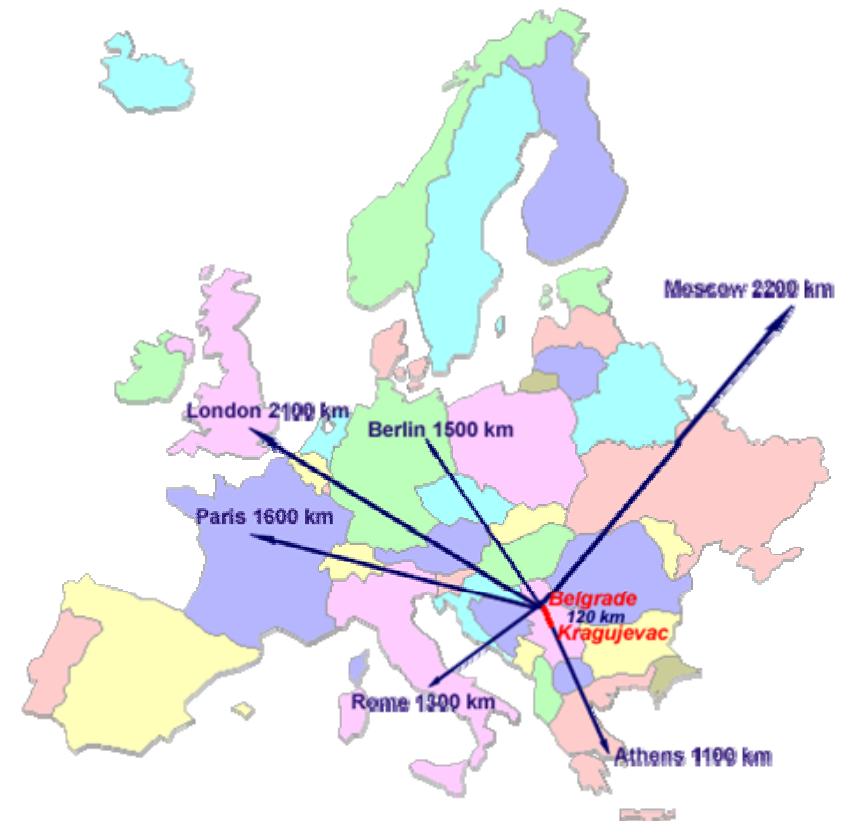 Moscow 2200 km
London 2100 km
Berlin 1500 km
Paris 1600 km
Belgrade
120 km
Kragujevac
Rome 1300 km
Athens 1100 km